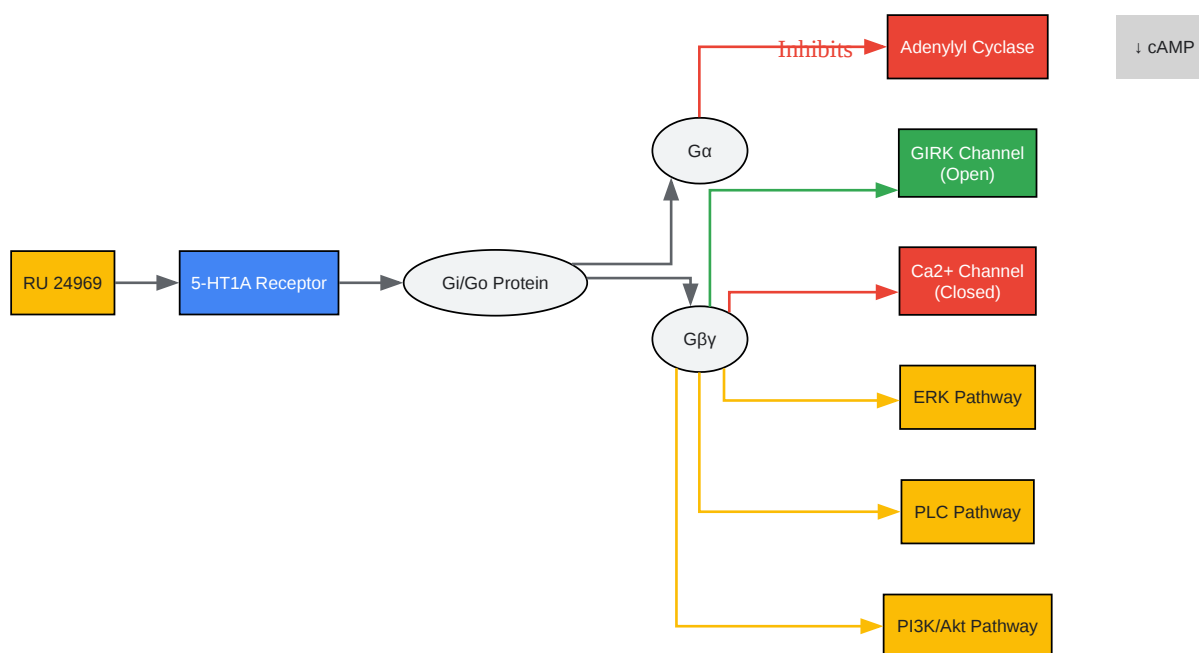 Inhibits
Adenylyl Cyclase
↓ cAMP
Gα
GIRK Channel
(Open)
RU 24969
5-HT1A Receptor
Gi/Go Protein
Ca2+ Channel
(Closed)
Gβγ
ERK Pathway
PLC Pathway
PI3K/Akt Pathway